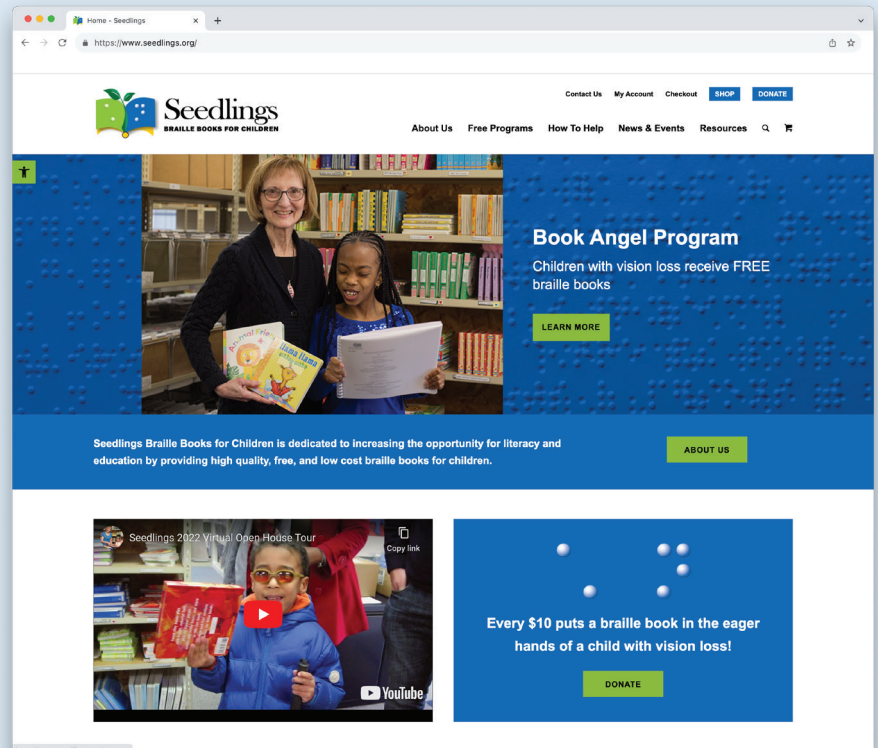 Home - Seedlings
https://www.seedlings.org/
Contact Us My Account Checkout SHOP DONATE
Seedlings
BRAILLE BOOKS FOR CHILDREN
About Us Free Programs How To Help News & Events Resources
Book Angel Program
Children with vision loss receive FREE
braille books
LEARN MORE
Animal Friends
llama llama
Seedlings Braille Books for Children is dedicated to increasing the opportunity for literacy and
education by providing high quality, free, and low cost braille books for children.
ABOUT US
Seedlings 2022 Virtual Open House Tour
Copy link
YouTube
Every $10 puts a braille book in the eager
hands of a child with vision loss!
DONATE